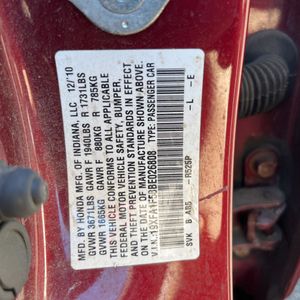 MFD. BY HONDA MFG. OF INDIANA, LLC 12/10
GVWR 3671LBS GAWR F 1940LBS R 1731LBS
GVWR 1665KG GAWR F 880KG R 785KG
THIS VEHICLE CONFORMS TO ALL APPLICABLE
FEDERAL MOTOR VEHICLE SAFETY, BUMPER,
AND THEFT PREVENTION STANDARDS IN EFFECT
ON THE DATE OF MANUFACTURE SHOWN ABOVE.
V.I.N. TYPE: PASSENGER CAR
SVK B ABS R525P L E